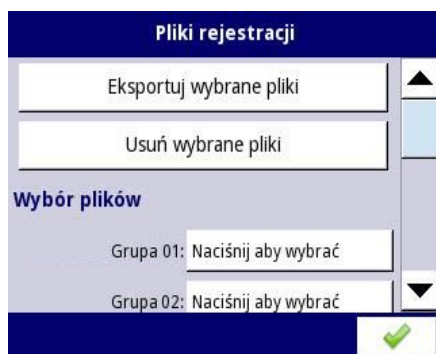 Pliki rejestracji
Eksportuj wybrane pliki
Usuń wybrane pliki
Wybór plików
Grupa 01: Naciśnij aby wybrać
Grupa 02: Naciśnij aby wybrać